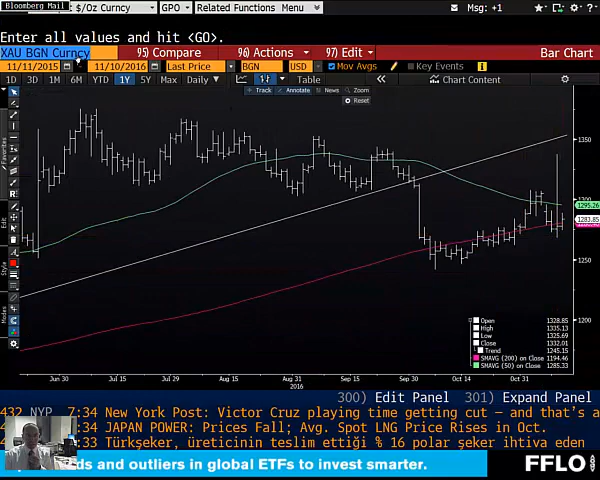 Bloomberg Mail
t $/Oz Curncy
GPO
Related Functions Menu
Msg: +1
Enter all values and hit <GO>.
XAU BGN Curncy
95) Compare
96) Actions
97) Edit
Bar Chart
11/11/2015
11/10/2016
Last Price
BGN
USD
Mov Avgs
Key Events
1D 3D 1M 6M YTD 1Y 5Y Max Daily
Table
Chart Content
Track
Annotate
News
Zoom
Reset
Favorites
Edit
Style
Modes
1350
1300
1295.26
1283.85
1250
1200
Open 1328.85
High 1335.13
Low 1325.69
Close 1332.01
Trend 1245.15
SMAVG (200) on Close 1194.46
SMAVG (50) on Close 1285.33
Jun 30
Jul 15
Jul 29
Aug 15
Aug 31
Sep 15
Sep 30
Oct 14
Oct 31
2016
300) Edit Panel 301) Expand Panel
432 NYP 7:34 New York Post: Victor Cruz playing time getting cut — and that's a
7:34 JAPAN POWER: Prices Fall; Avg. Spot LNG Price Rises in Oct.
:33 Türkşeker, üreticinin teslim ettiği % 16 polar şeker ihtiva eden
ds and outliers in global ETFs to invest smarter.
FFLO